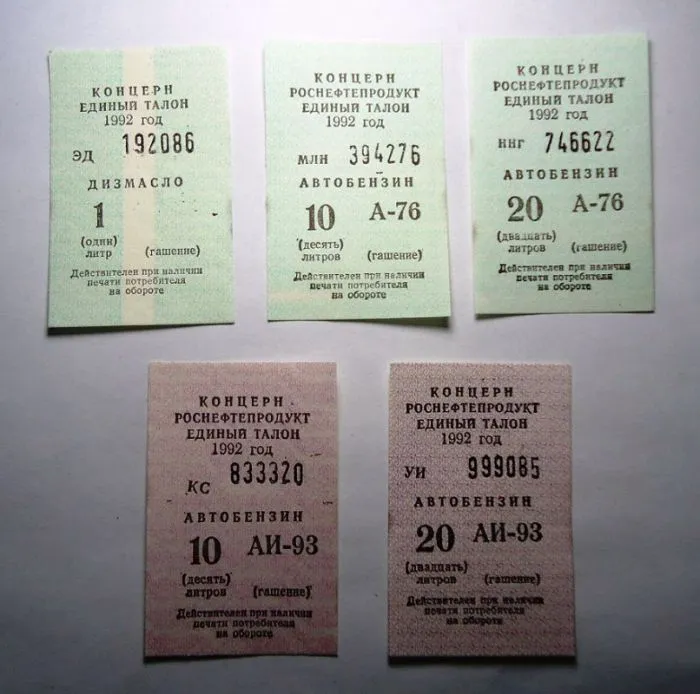 КОНЦЕРН
ЕДИНЫЙ ТАЛОН
1992 год
ЭД 192086
ДИЗМАСЛО
1
(один) (гашение)
литр
Действителен при наличии
печати потребителя
на обороте
КОНЦЕРН
РОСНЕФТЕПРОДУКТ
ЕДИНЫЙ ТАЛОН
1992 год
МЛН 394276
АВТОБЕНЗИН
10 А-76
(десять)
литров (гашение)
Действителен при наличии
печати потребителя
на обороте
КОНЦЕРН
РОСНЕФТЕПРОДУКТ
ЕДИНЫЙ ТАЛОН
1992 год
ННГ 746622
АВТОБЕНЗИН
20 А-76
(двадцать)
литров (гашение)
Действителен при наличии
печати потребителя
на обороте
КОНЦЕРН
РОСНЕФТЕПРОДУКТ
ЕДИНЫЙ ТАЛОН
1992 год
КС 833320
АВТОБЕНЗИН
10 АИ-93
(десять)
литров (гашение)
Действителен при наличии
печати потребителя
на обороте
КОНЦЕРН
РОСНЕФТЕПРОДУКТ
ЕДИНЫЙ ТАЛОН
1992 год
УИ 999085
АВТОБЕНЗИН
20 АИ-93
(двадцать)
литров (гашение)
Действителен при наличии
печати потребителя
на обороте